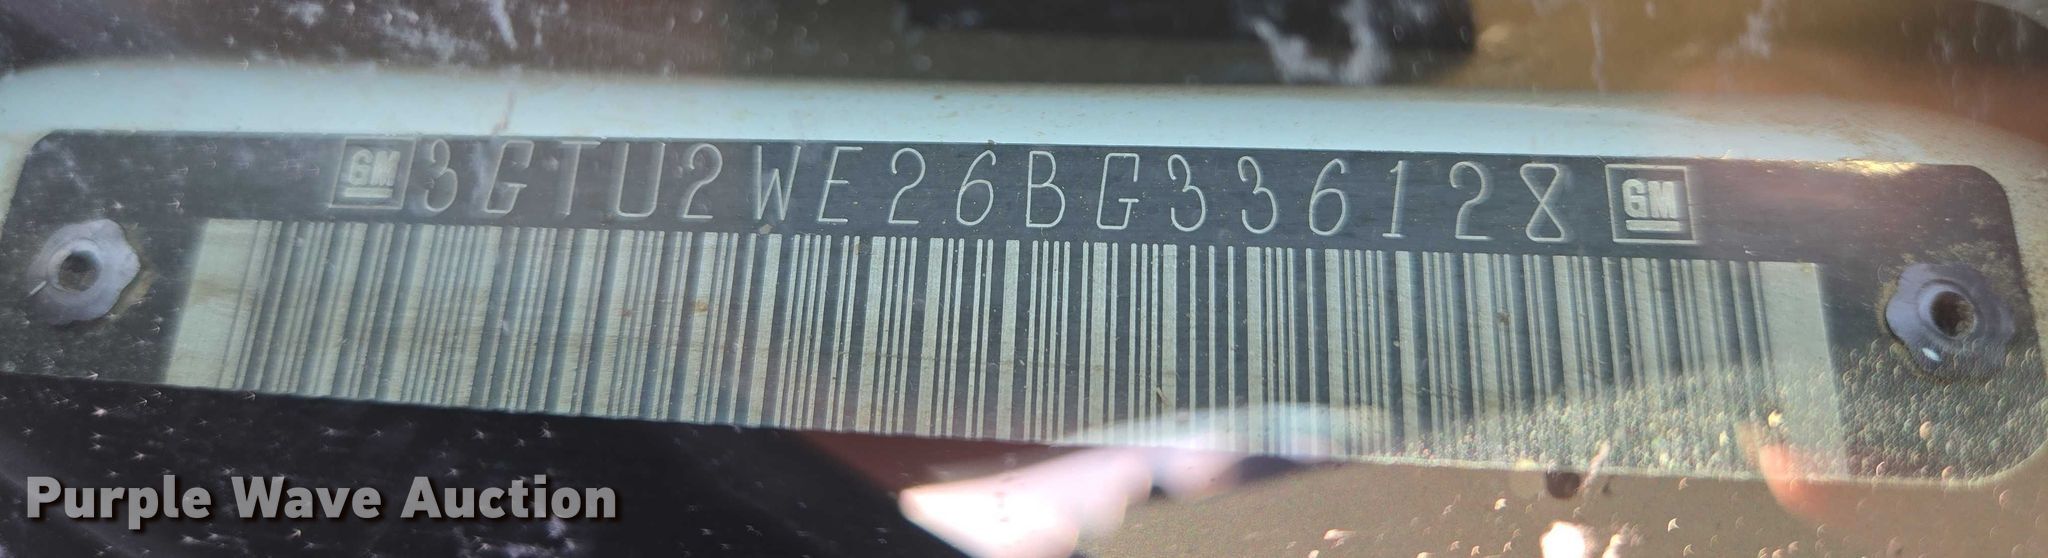 GM 3GTU2WE26BG336128 GM
Purple Wave Auction